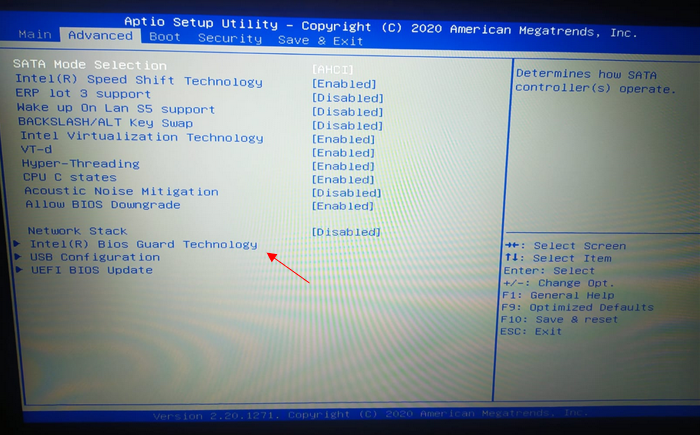 Aptio Setup Utility – Copyright (C) 2020 American Megatrends, Inc.
Main Advanced Boot Security Save & Exit
SATA Mode Selection [AHCI]
Intel(R) Speed Shift Technology [Enabled]
ERP lot 3 support [Disabled]
Wake up On Lan S5 support [Disabled]
BACKSLASH/ALT Key Swap [Disabled]
Intel Virtualization Technology [Enabled]
VT-d [Enabled]
Hyper-Threading [Enabled]
CPU C states [Enabled]
Acoustic Noise Mitigation [Disabled]
Allow BIOS Downgrade [Enabled]
Network Stack [Disabled]
► Intel(R) Bios Guard Technology
► USB Configuration
► UEFI BIOS Update
Determines how SATA
controller(s) operate.
→←: Select Screen
↑↓: Select Item
Enter: Select
+/-: Change Opt.
F1: General Help
F9: Optimized Defaults
F10: Save & reset
ESC: Exit
Version 2.20.1271. Copyright (C) 2020 American Megatrends, Inc.